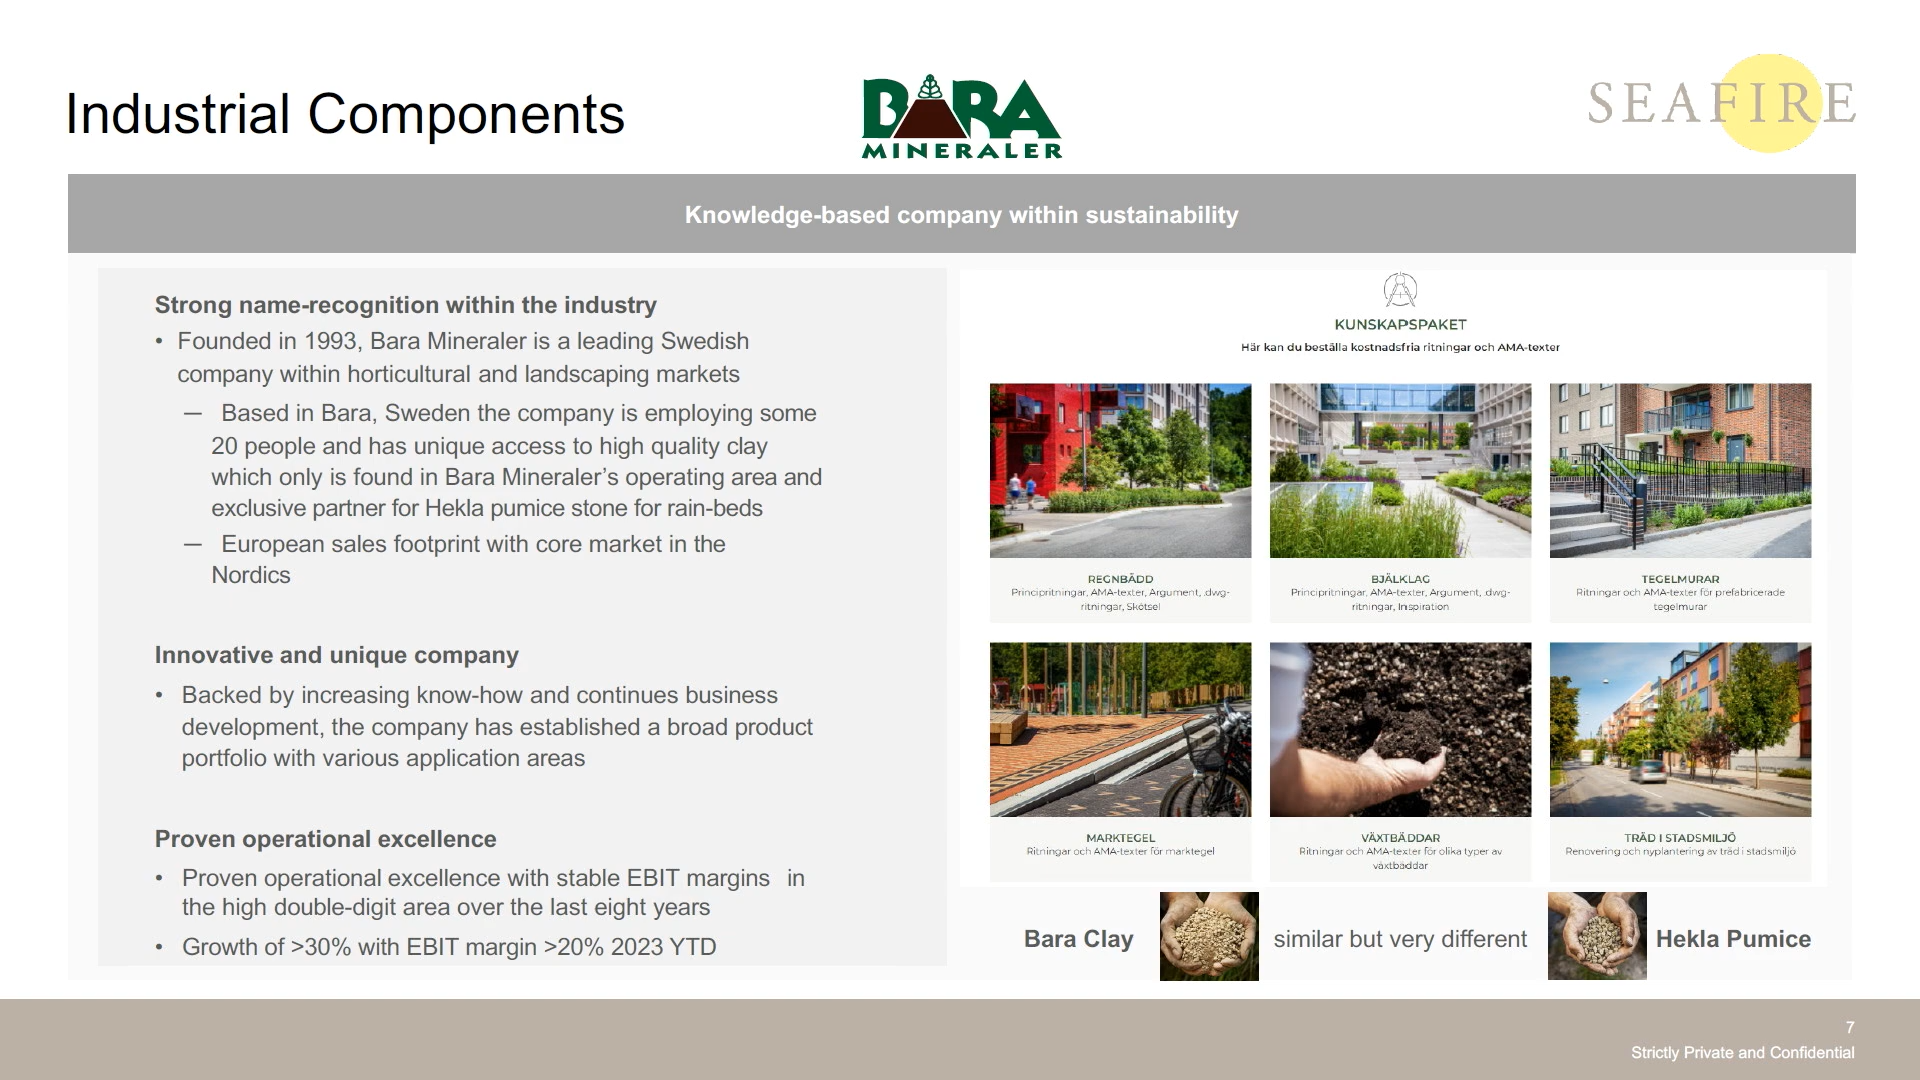 Industrial Components
BARA
MINERALER
SEAFIRE
Knowledge-based company within sustainability
Strong name-recognition within the industry
• Founded in 1993, Bara Mineraler is a leading Swedish
company within horticultural and landscaping markets
— Based in Bara, Sweden the company is employing some
20 people and has unique access to high quality clay
which only is found in Bara Mineraler’s operating area and
exclusive partner for Hekla pumice stone for rain-beds
— European sales footprint with core market in the
Nordics
Innovative and unique company
• Backed by increasing know-how and continues business
development, the company has established a broad product
portfolio with various application areas
Proven operational excellence
• Proven operational excellence with stable EBIT margins in
the high double-digit area over the last eight years
• Growth of >30% with EBIT margin >20% 2023 YTD
KUNSKAPSPAKET
Här kan du beställa kostnadsfria ritningar och AMA-texter
REGNBÄDD
Principritningar, AMA-texter, Argument, .dwg-
ritningar, Skötsel
BJÄLKLAG
Principritningar, AMA-texter, Argument, .dwg-
ritningar, Inspiration
TEGELMURAR
Ritningar och AMA-texter för prefabricerade
tegelmurar
MARKTEGEL
Ritningar och AMA-texter för marktegel
VÄXTBÄDDAR
Ritningar och AMA-texter för olika typer av
växtbäddar
TRÄD I STADSMILJÖ
Renovering och nyplantering av träd i stadsmiljö
Bara Clay
similar but very different
Hekla Pumice
7
Strictly Private and Confidential